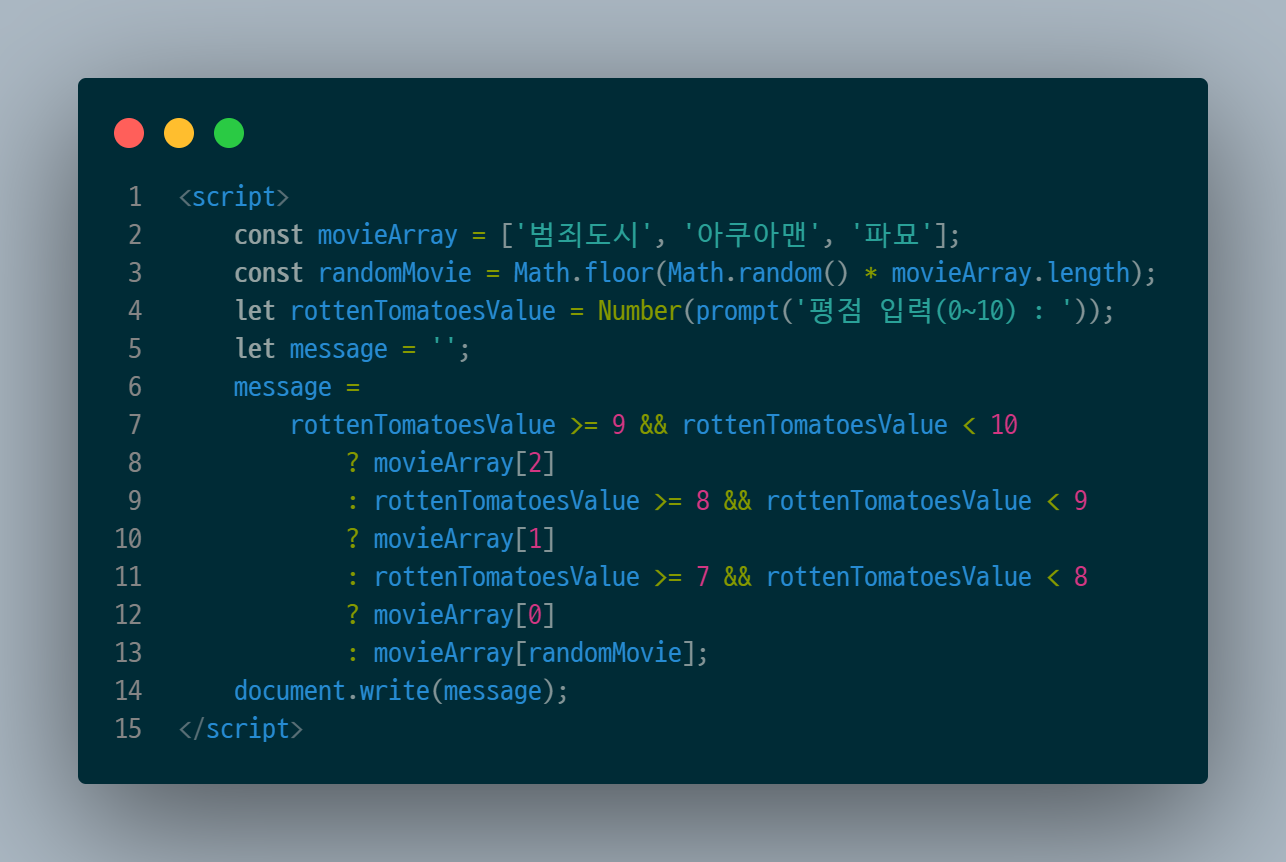 1 <script>
2     const movieArray = ['범죄도시', '아쿠아맨', '파묘'];
3     const randomMovie = Math.floor(Math.random() * movieArray.length);
4     let rottenTomatoesValue = Number(prompt('평점 입력(0~10) : '));
5     let message = '';
6     message =
7         rottenTomatoesValue >= 9 && rottenTomatoesValue < 10
8             ? movieArray[2]
9             : rottenTomatoesValue >= 8 && rottenTomatoesValue < 9
10             ? movieArray[1]
11             : rottenTomatoesValue >= 7 && rottenTomatoesValue < 8
12             ? movieArray[0]
13             : movieArray[randomMovie];
14     document.write(message);
15 </script>